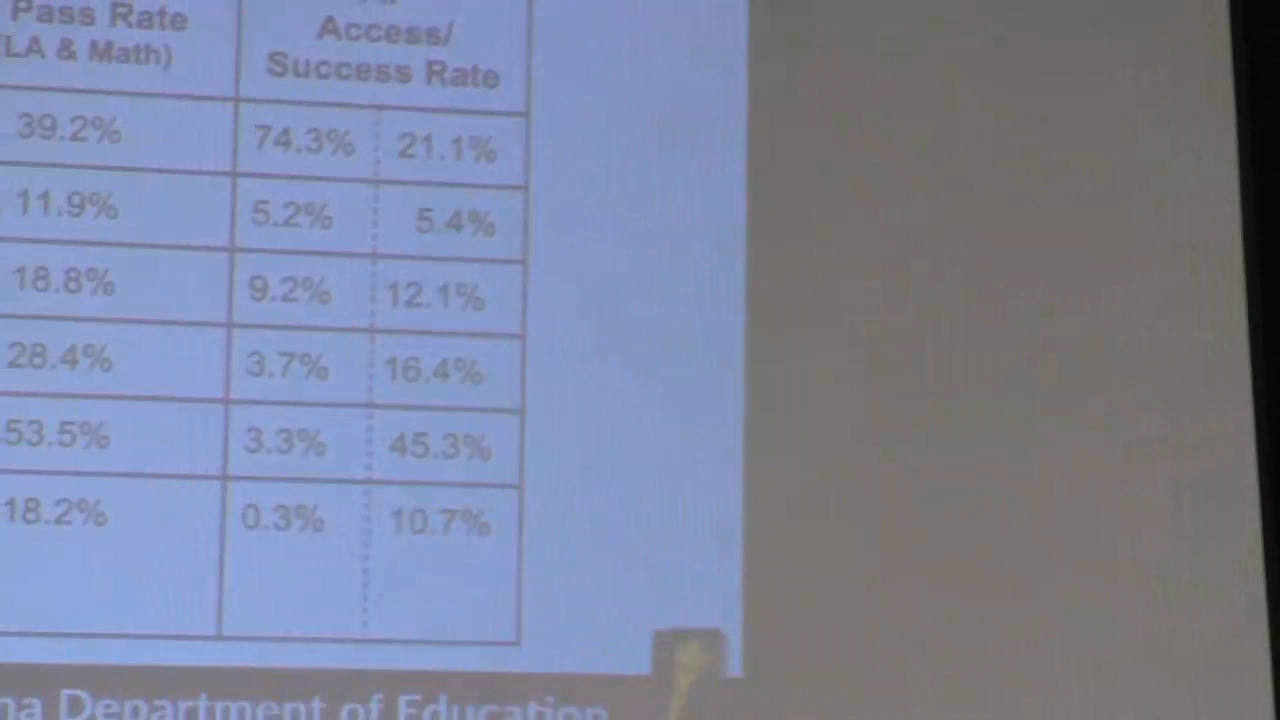 Pass Rate
Access/
(LA & Math)
Success Rate
39.2% 74.3% 21.1%
11.9% 5.2% 5.4%
18.8% 9.2% 12.1%
28.4% 3.7% 16.4%
53.5% 3.3% 45.3%
18.2% 0.3% 10.7%
na Department of Education